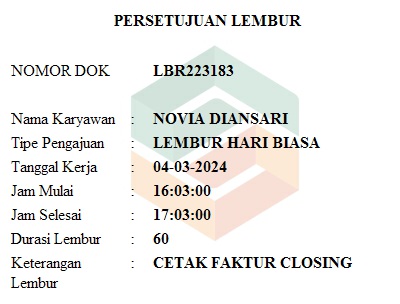 PERSETUJUAN LEMBUR
NOMOR DOK LBR223183
Nama Karyawan : NOVIA DIANSARI
Tipe Pengajuan : LEMBUR HARI BIASA
Tanggal Kerja : 04-03-2024
Jam Mulai : 16:03:00
Jam Selesai : 17:03:00
Durasi Lembur : 60
Keterangan : CETAK FAKTUR CLOSING
Lembur